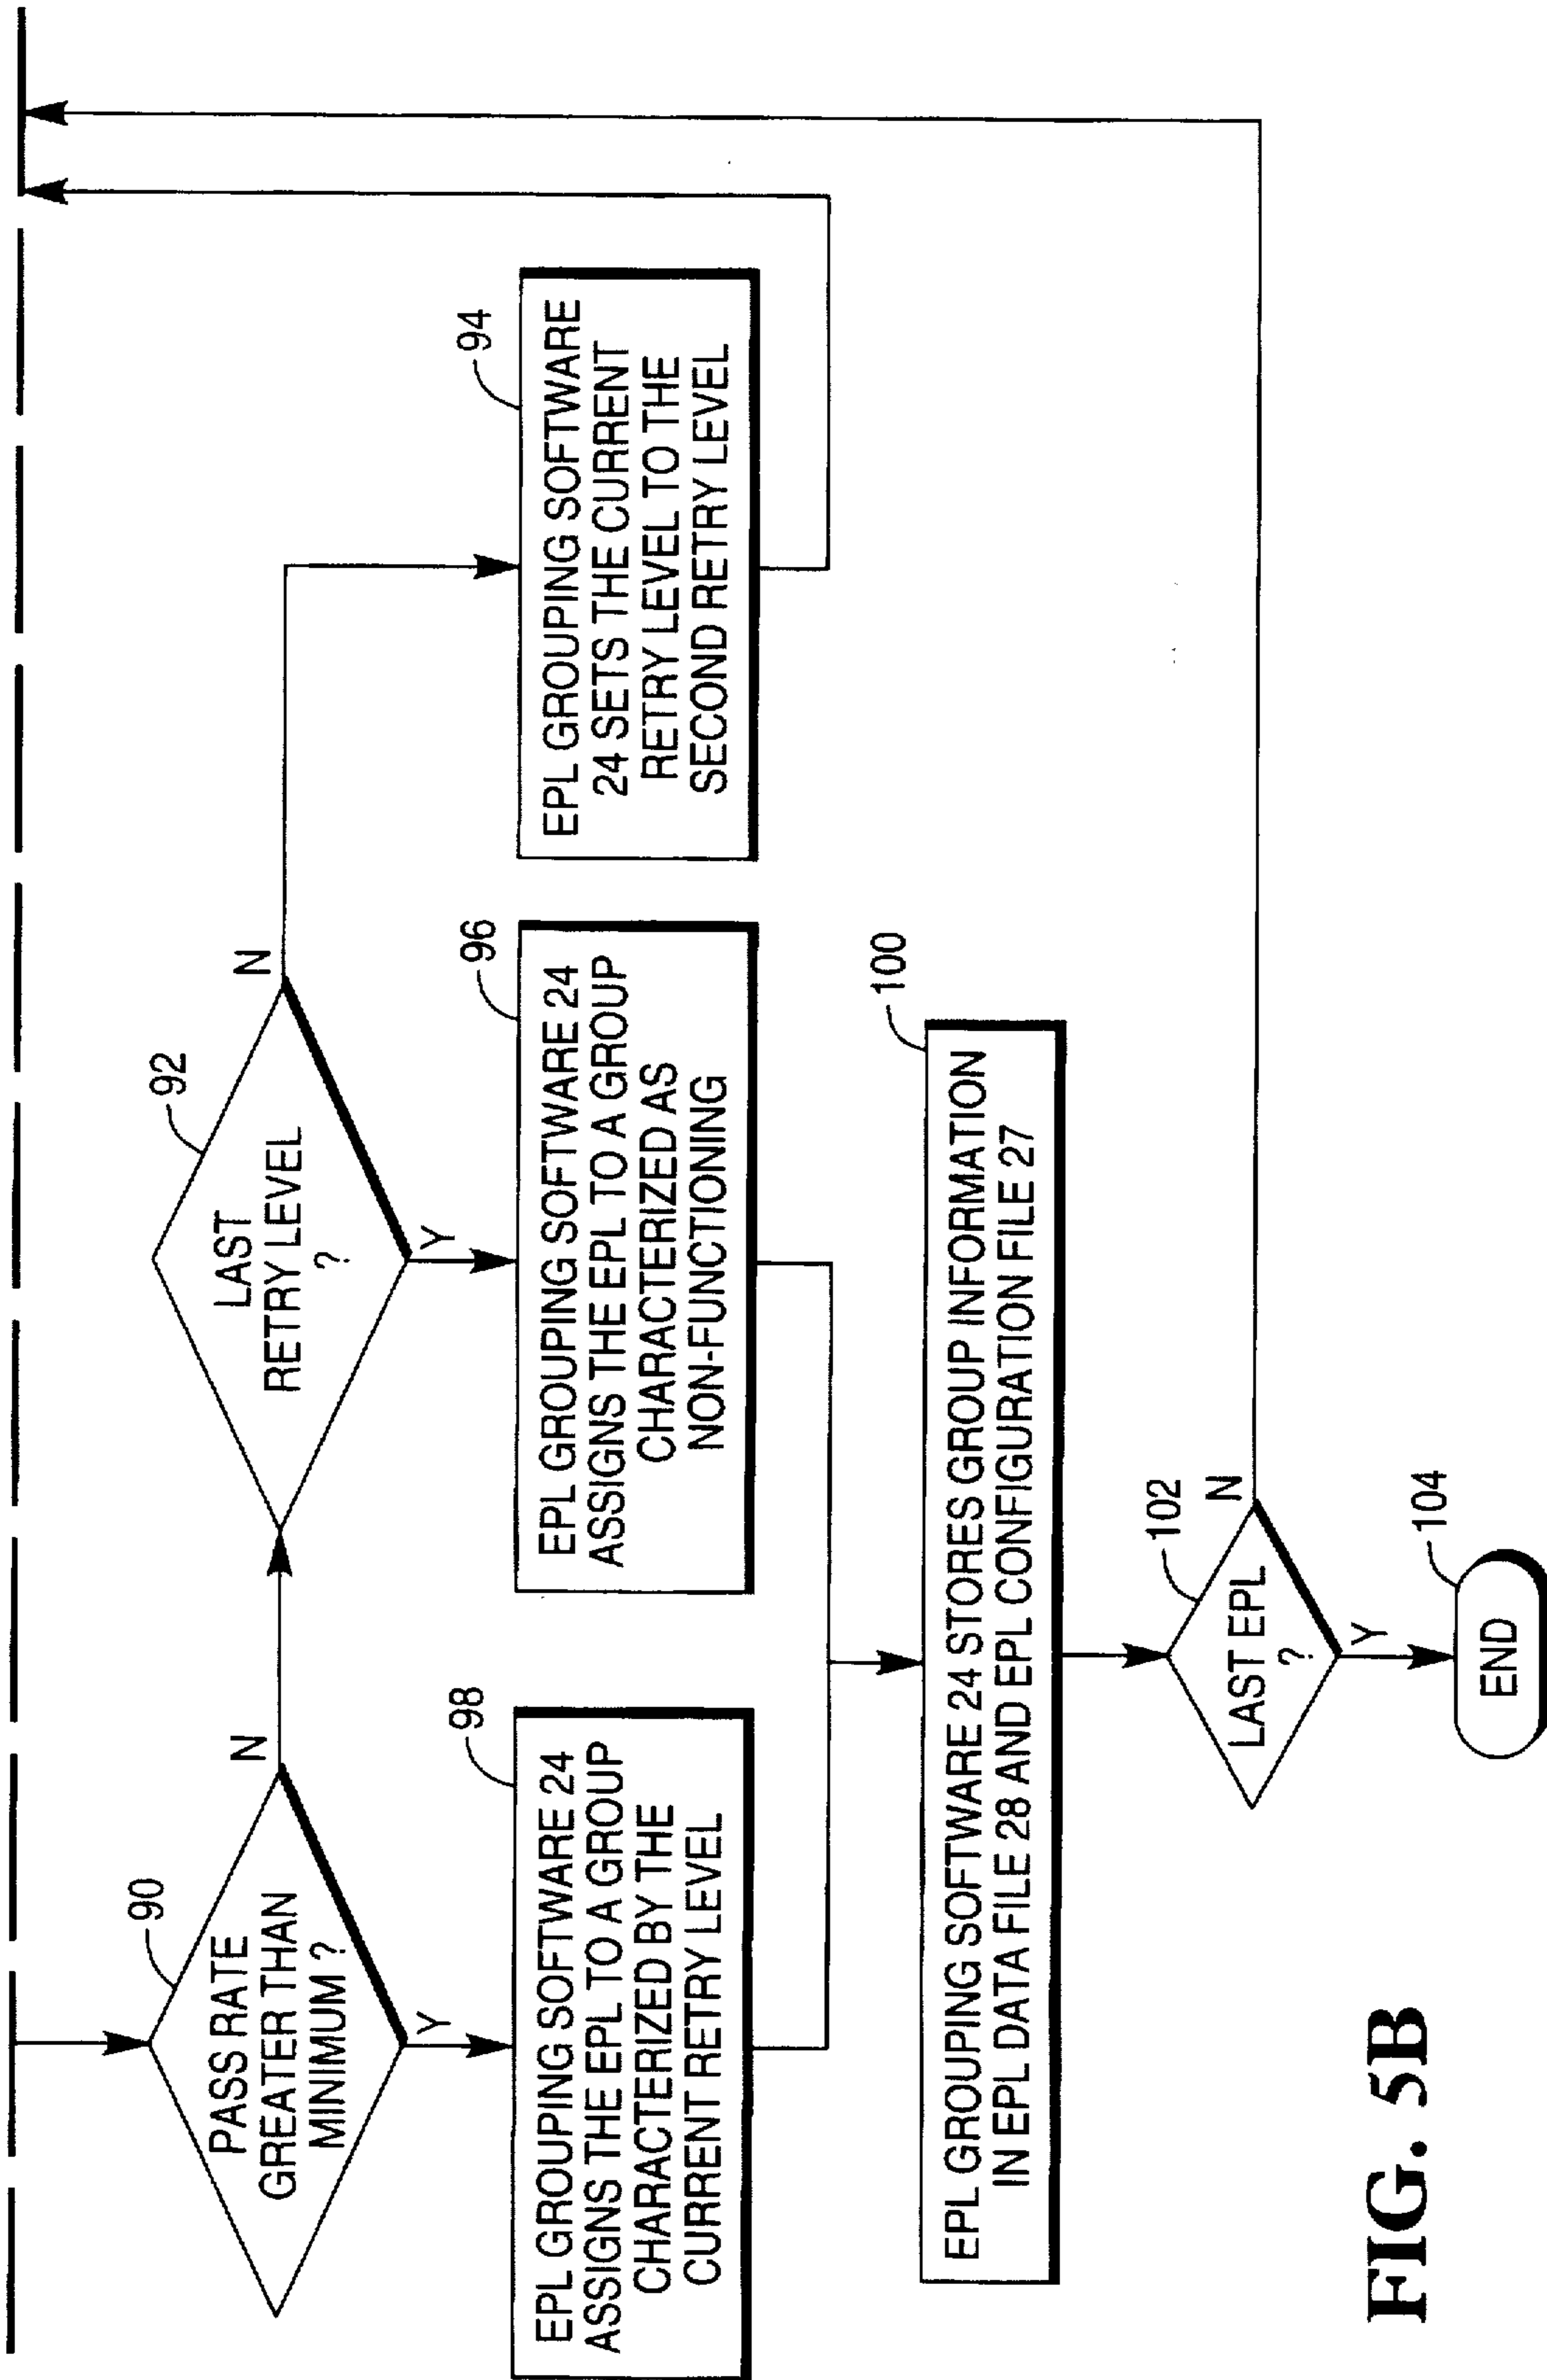 90
PASS RATE
GREATER THAN
MINIMUM ?
N
Y
92
LAST
RETRY LEVEL
?
N
Y
98
EPL GROUPING SOFTWARE 24
ASSIGNS THE EPL TO A GROUP
CHARACTERIZED BY THE
CURRENT RETRY LEVEL
96
EPL GROUPING SOFTWARE 24
ASSIGNS THE EPL TO A GROUP
CHARACTERIZED AS
NON-FUNCTIONING
94
EPL GROUPING SOFTWARE
24 SETS THE CURRENT
RETRY LEVEL TO THE
SECOND RETRY LEVEL
100
EPL GROUPING SOFTWARE 24 STORES GROUP INFORMATION
IN EPL DATA FILE 28 AND EPL CONFIGURATION FILE 27
102
LAST EPL
?
N
Y
104
END
FIG. 5B